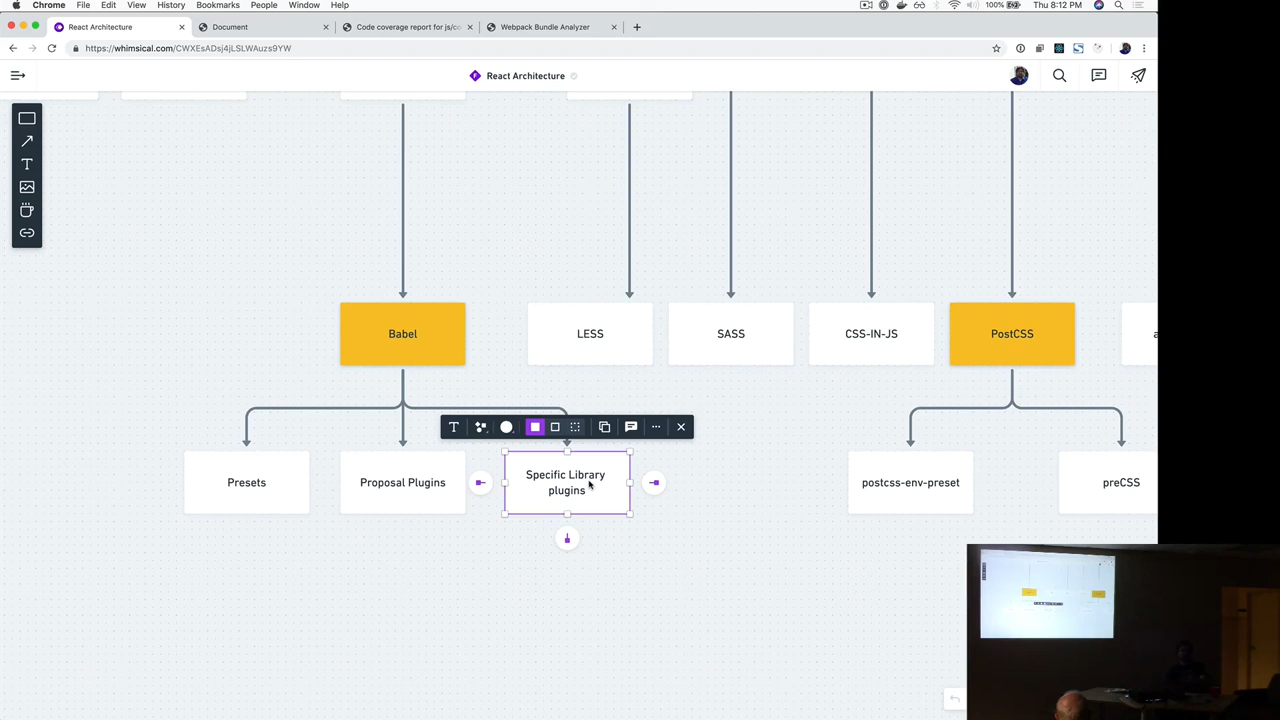 Chrome File Edit View History Bookmarks People Window Help
100% Thu 8:12 PM
React Architecture
Document
Code coverage report for js/co
Webpack Bundle Analyzer
https://whimsical.com/CWXEsADsj4jLSLWAuzs9YW
React Architecture
Babel
LESS
SASS
CSS-IN-JS
PostCSS
a
T
T
Presets
Proposal Plugins
Specific Library
plugins
postcss-env-preset
preCSS